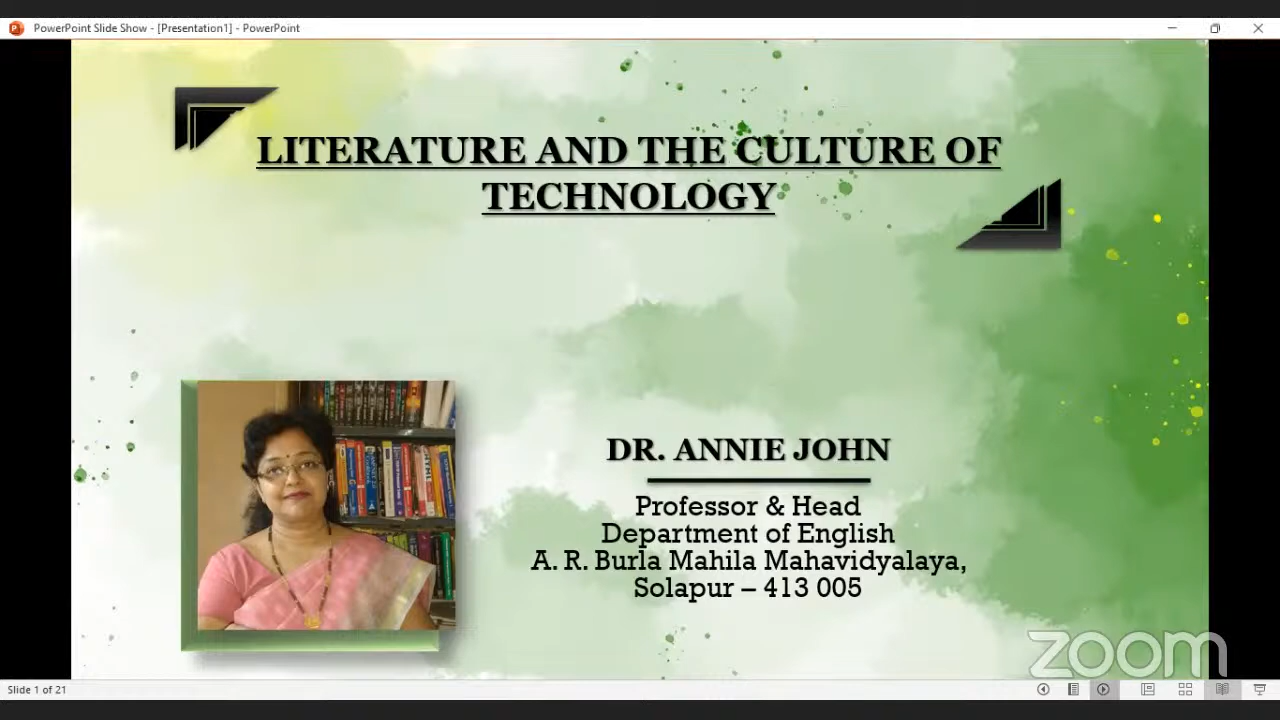 PowerPoint Slide Show - [Presentation1] - PowerPoint
LITERATURE AND THE CULTURE OF
TECHNOLOGY
DR. ANNIE JOHN
Professor & Head
Department of English
A. R. Burla Mahila Mahavidyalaya,
Solapur – 413 005
zoom
Slide 1 of 21